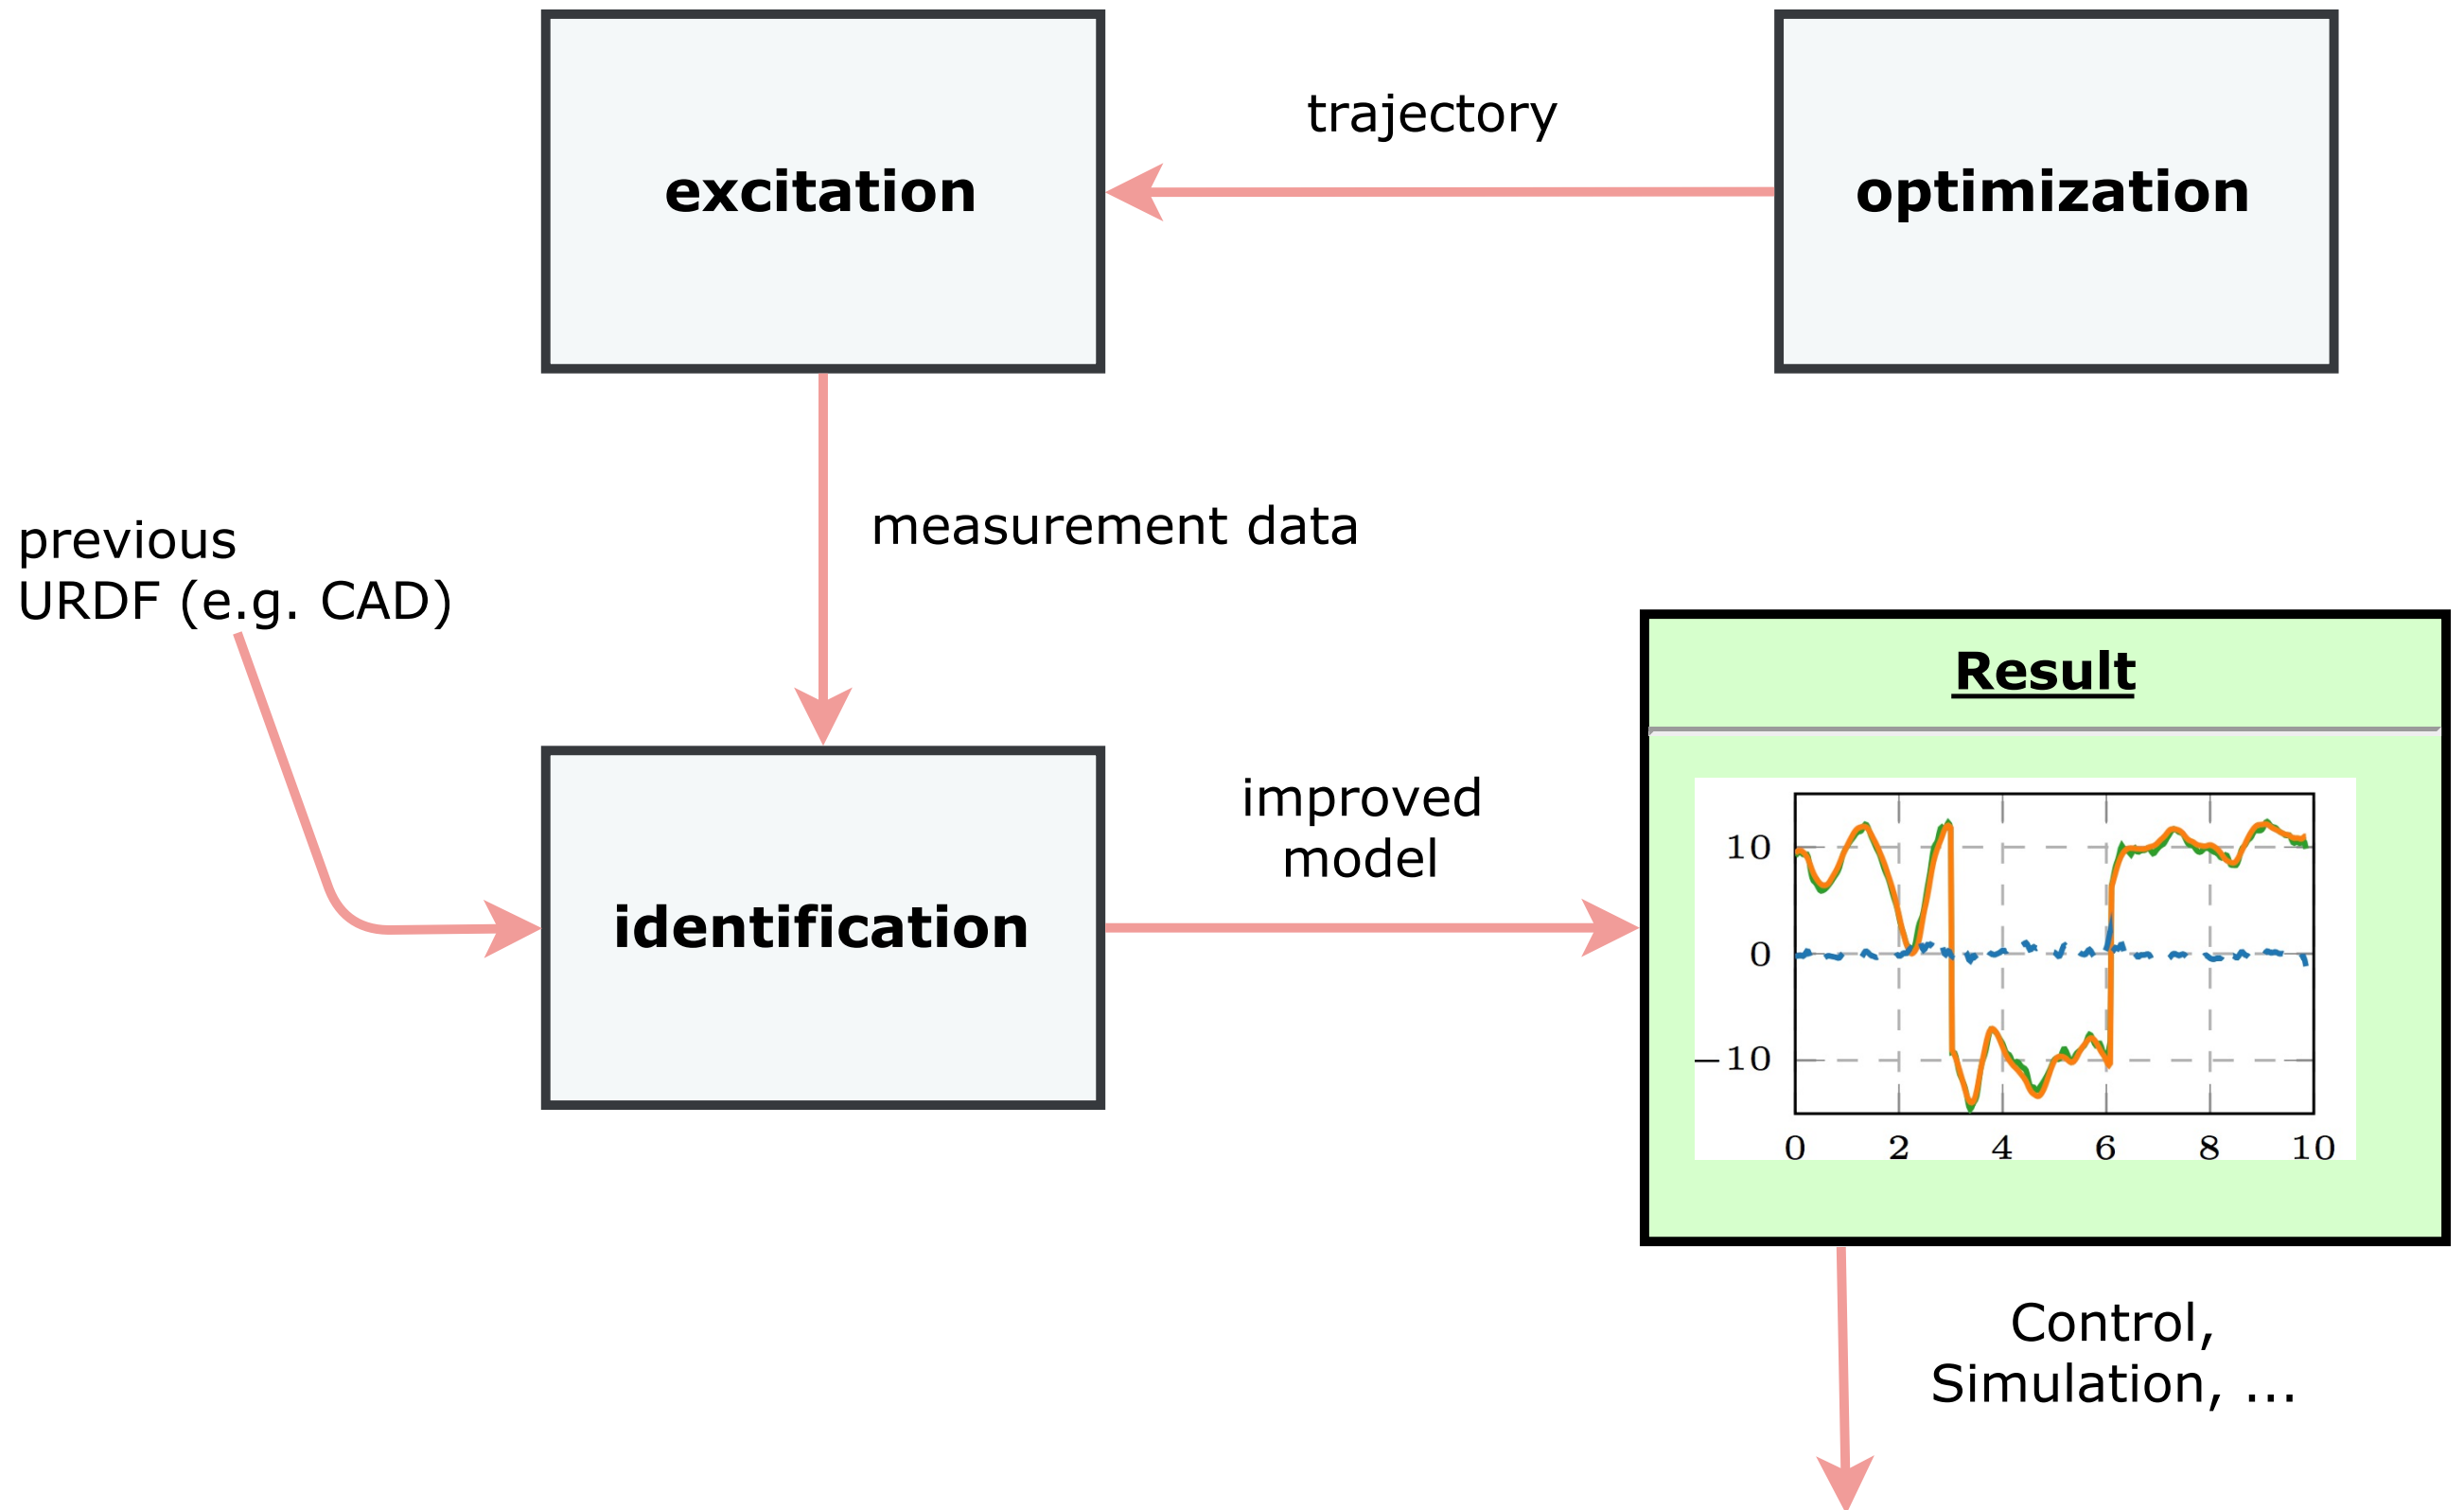 excitation
trajectory
optimization
measurement data
previous
URDF (e.g. CAD)
identification
improved
model
Result
10
0
−10
0 2 4 6 8 10
Control,
Simulation, ...